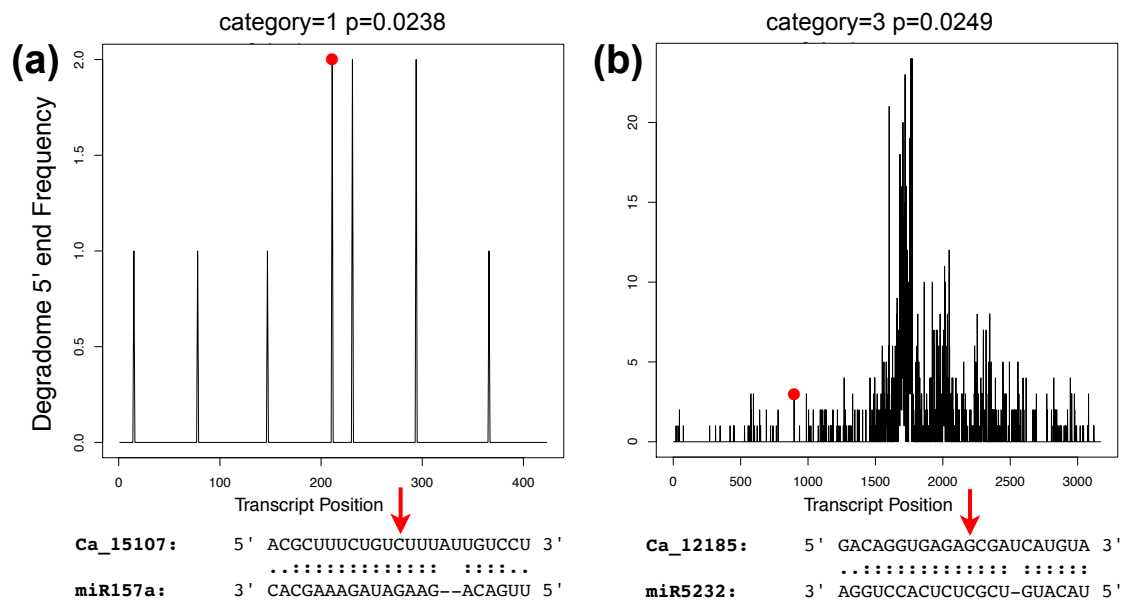 category=1 p=0.0238
category=3 p=0.0249
(a)
(b)
Degradome 5' end Frequency
2.0
1.5
1.0
0.5
0.0
0 100 200 300 400
Transcript Position
20
15
10
5
0
0 500 1000 1500 2000 2500 3000
Transcript Position
Ca_15107: 5' ACGCUUUCUGUCUUUAUUGUCCU 3'
..::::::::::::: ::::..
miR157a: 3' CACGAAAGAUAGAAG--ACAGUU 5'
Ca_12185: 5' GACAGGUGAGAGCGAUCAUGUA 3'
..::::::::::::: ::::::
miR5232: 3' AGGUCCACUCUCGCU-GUACAU 5'